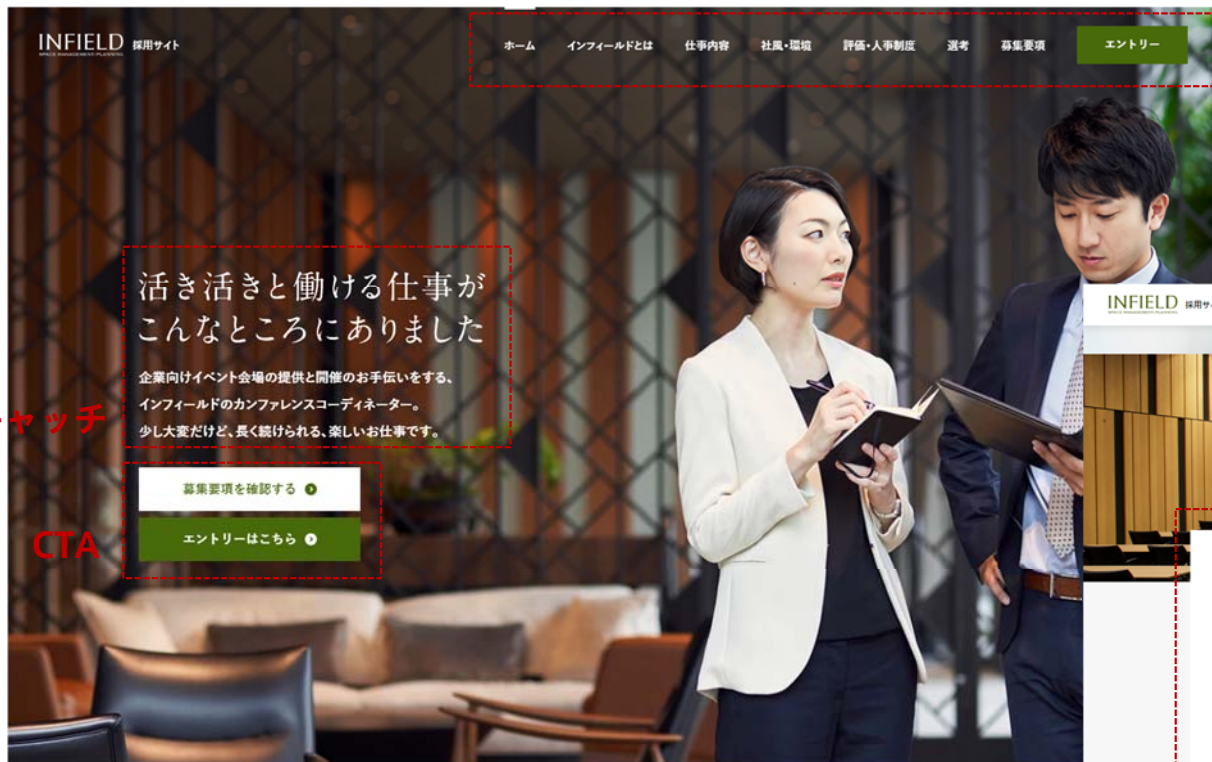 INFIELD 採用サイト
SPACE MANAGEMENT/PLANNING
ホーム インフィールドとは 仕事内容 社風・環境 評価・人事制度 選考 募集要項 エントリー
活き活きと働ける仕事が
こんなところにありました
企業向けイベント会場の提供と開催のお手伝いをする、
インフィールドのカンファレンスコーディネーター。
少し大変だけど、長く続けられる、楽しいお仕事です。
ャッチ
募集要項を確認する
エントリーはこちら
CTA
INFIELD 採用サ
SPACE MANAGEMENT/PLANNING